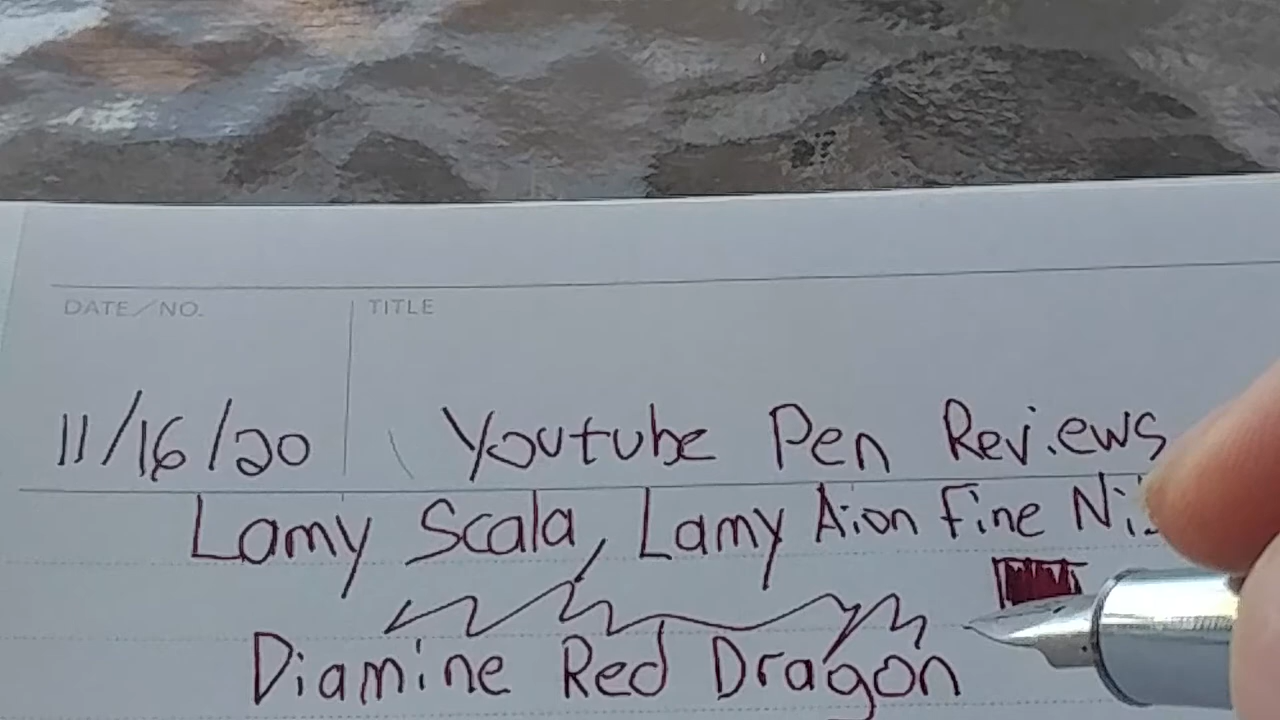 DATE/NO. TITLE
11/16/20 Youtube Pen Reviews
Lamy Scala, Lamy Aion Fine
Diamine Red Dragon